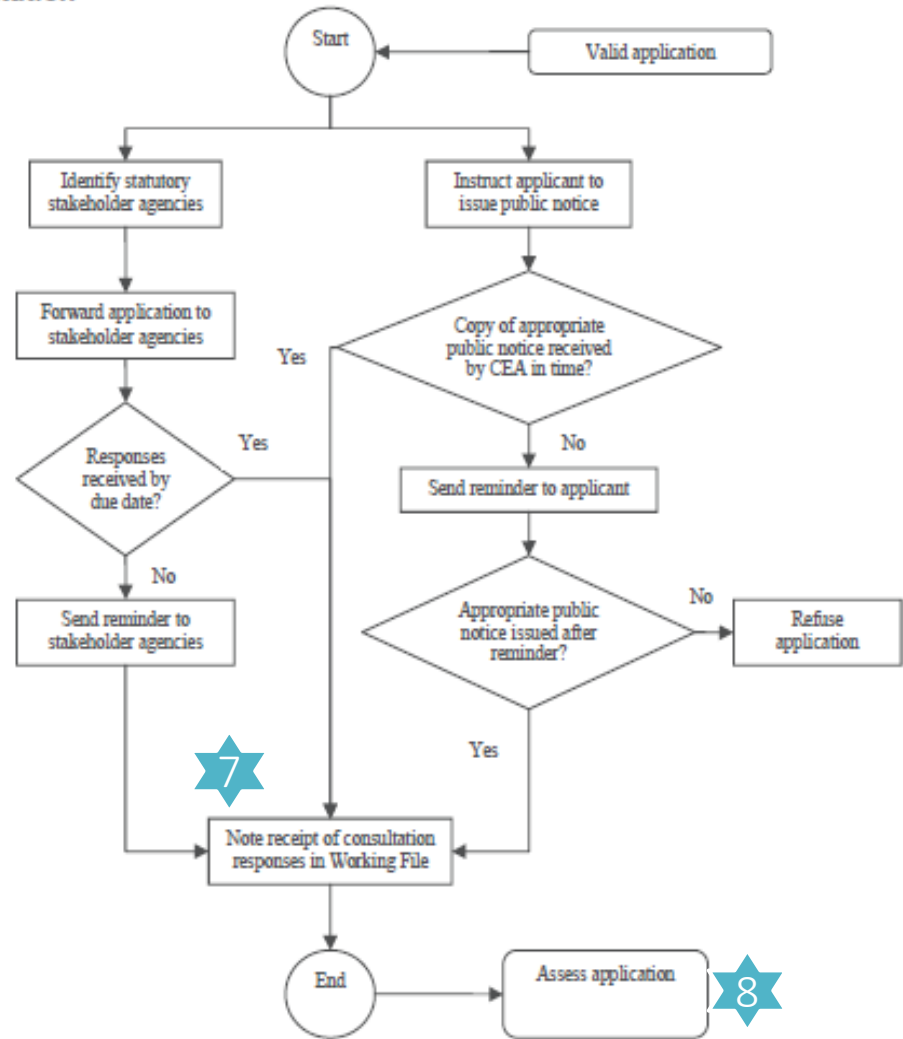 Start
Valid application
Identify statutory
stakeholder agencies
Instruct applicant to
issue public notice
Forward application to
stakeholder agencies
Copy of appropriate
public notice received
by CEA in time?
Yes
Responses
received by
due date?
Yes
No
Send reminder to applicant
No
Send reminder to
stakeholder agencies
Appropriate public
notice issued after
reminder?
No
Refuse
application
Yes
7
Note receipt of consultation
responses in Working File
End
Assess application
8